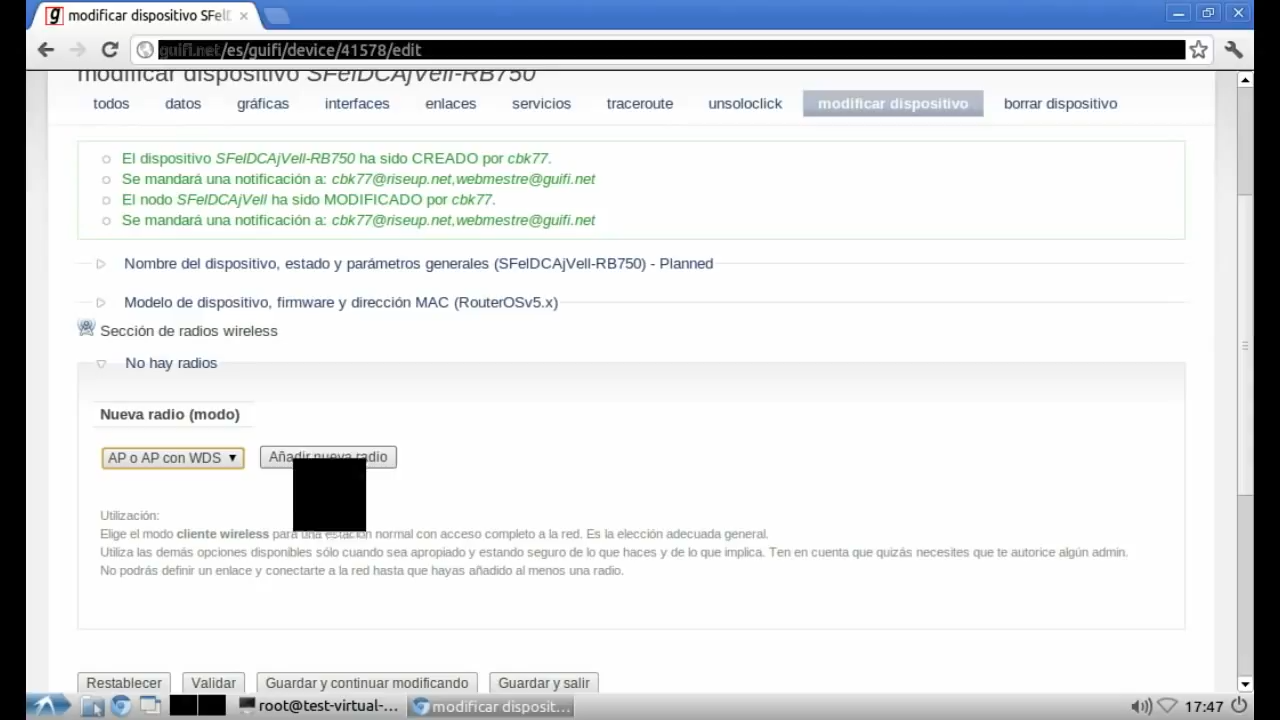 modificar dispositivo SFelD
guifi.net/es/guifi/device/41578/edit
modificar dispositivo SFelDCAjVell-RB750
todos datos gráficas interfaces enlaces servicios traceroute unsoloclick modificar dispositivo borrar dispositivo
El dispositivo SFelDCAjVell-RB750 ha sido CREADO por cbk77.
Se mandará una notificación a: cbk77@riseup.net,webmestre@guifi.net
El nodo SFelDCAjVell ha sido MODIFICADO por cbk77.
Se mandará una notificación a: cbk77@riseup.net,webmestre@guifi.net
Nombre del dispositivo, estado y parámetros generales (SFelDCAjVell-RB750) - Planned
Modelo de dispositivo, firmware y dirección MAC (RouterOSv5.x)
Sección de radios wireless
No hay radios
Nueva radio (modo)
AP o AP con WDS Añadir nueva radio
Utilización:
Elige el modo cliente wireless para una estación normal con acceso completo a la red. Es la elección adecuada general.
Utiliza las demás opciones disponibles sólo cuando sea apropiado y estando seguro de lo que haces y de lo que implica. Ten en cuenta que quizás necesites que te autorice algún admin.
No podrás definir un enlace y conectarte a la red hasta que hayas añadido al menos una radio.
Restablecer Validar Guardar y continuar modificando Guardar y salir
root@test-virtual-... modificar disposit... 17:47